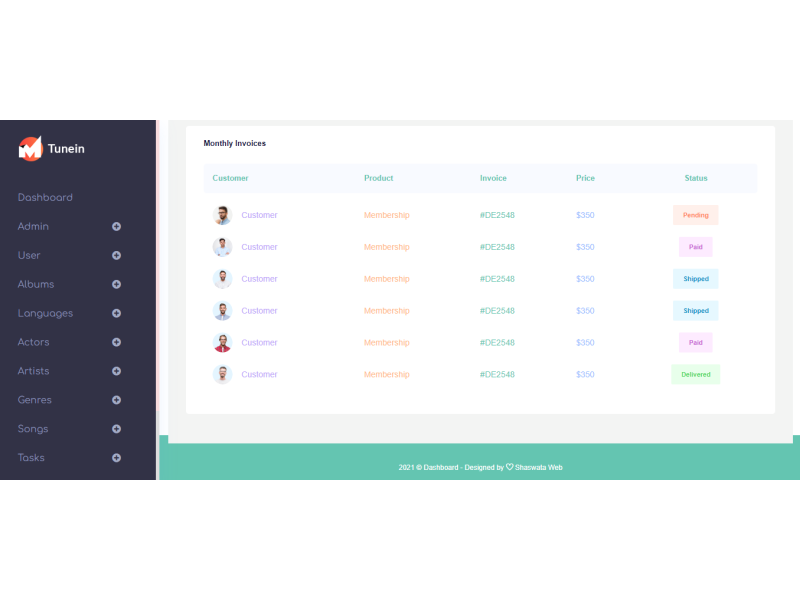 Tunein
Dashboard
Admin
User
Albums
Languages
Actors
Artists
Genres
Songs
Tasks
Monthly Invoices
Customer Product Invoice Price Status
Customer Membership #DE2548 $350 Pending
Customer Membership #DE2548 $350 Paid
Customer Membership #DE2548 $350 Shipped
Customer Membership #DE2548 $350 Shipped
Customer Membership #DE2548 $350 Paid
Customer Membership #DE2548 $350 Delivered
2021 © Dashboard - Designed by ♡ Shaswata Web